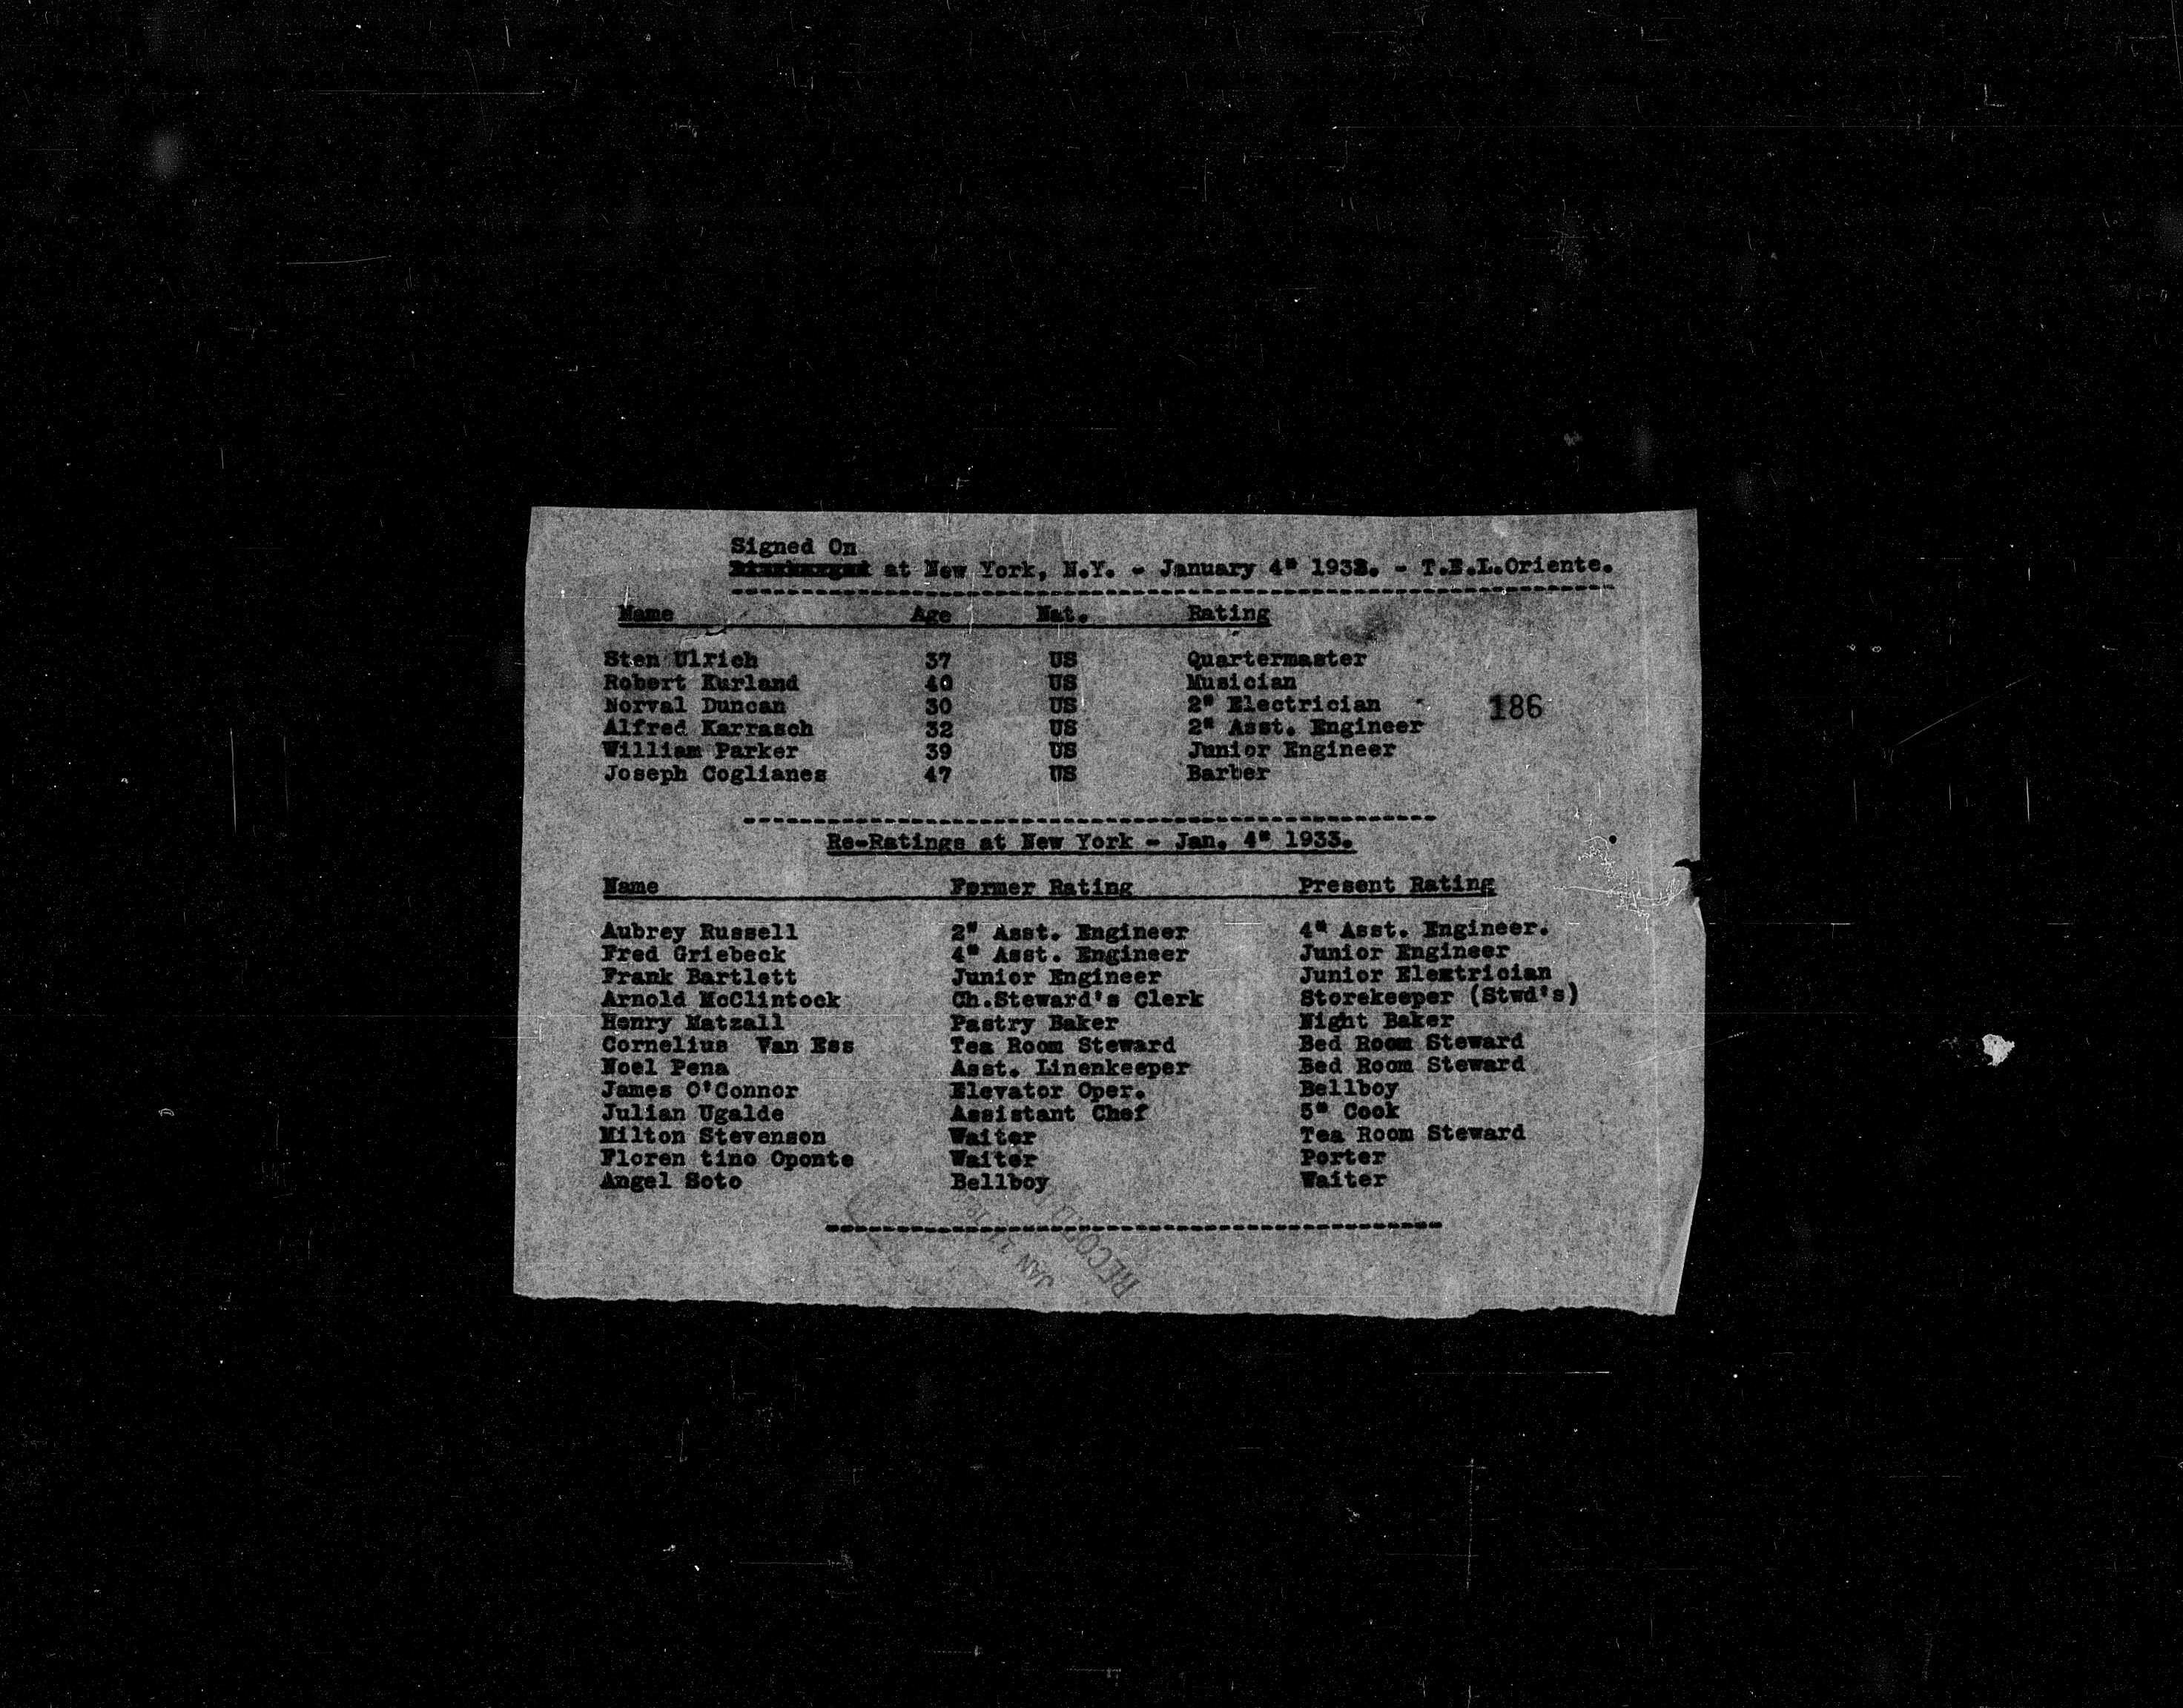 Signed On
Discharged at New York, N.Y. - January 4" 1933. - T.E.L.Oriente.
Name Age Nat. Rating
Sten Ulrich 37 US Quartermaster
Robert Kurland 40 US Musician
Norval Duncan 30 US 2" Electrician
186
Alfred Karrasch 32 US 2" Asst. Engineer
William Parker 39 US Junior Engineer
Joseph Coglianes 47 US Barber
Re-Ratings at New York - Jan. 4" 1933.
Name Former Rating Present Rating
Aubrey Russell 2" Asst. Engineer 4" Asst. Engineer.
Fred Griebeck 4" Asst. Engineer Junior Engineer
Frank Bartlett Junior Engineer Junior Elextrician
Arnold McClintock Ch.Steward's Clerk Storekeeper (Stwd's)
Henry Matzall Pastry Baker Night Baker
Cornelius Van Ess Tea Room Steward Bed Room Steward
Noel Pena Asst. Linenkeeper Bed Room Steward
James O'Connor Elevator Oper. Bellboy
Julian Ugalde Assistant Chef 5" Cook
Milton Stevenson Waiter Tea Room Steward
Floren tino Oponte Waiter Porter
Angel Soto Bellboy Waiter
JAN